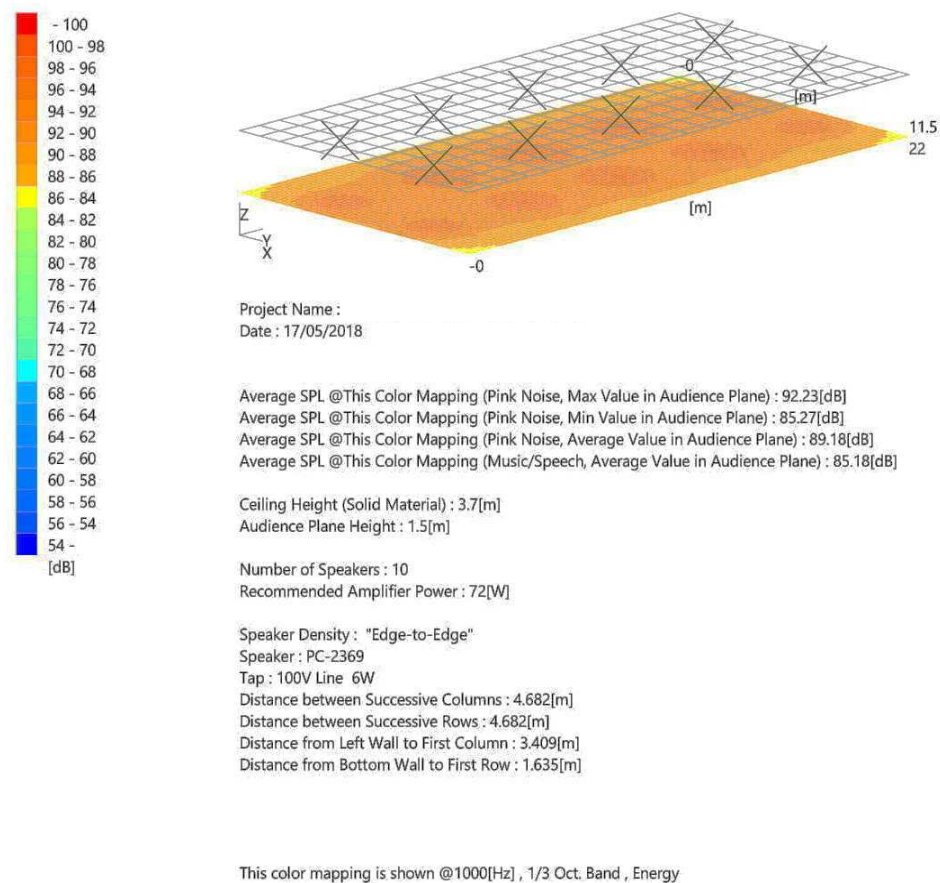 - 100
100 - 98
98 - 96
96 - 94
94 - 92
92 - 90
90 - 88
88 - 86
86 - 84
84 - 82
82 - 80
80 - 78
78 - 76
76 - 74
74 - 72
72 - 70
70 - 68
68 - 66
66 - 64
64 - 62
62 - 60
60 - 58
58 - 56
56 - 54
54 -
[dB]
-0
[m]
11.5
22
[m]
Z
Y
X
-0
Project Name :
Date : 17/05/2018
Average SPL @This Color Mapping (Pink Noise, Max Value in Audience Plane) : 92.23[dB]
Average SPL @This Color Mapping (Pink Noise, Min Value in Audience Plane) : 85.27[dB]
Average SPL @This Color Mapping (Pink Noise, Average Value in Audience Plane) : 89.18[dB]
Average SPL @This Color Mapping (Music/Speech, Average Value in Audience Plane) : 85.18[dB]
Ceiling Height (Solid Material) : 3.7[m]
Audience Plane Height : 1.5[m]
Number of Speakers : 10
Recommended Amplifier Power : 72[W]
Speaker Density : "Edge-to-Edge"
Speaker : PC-2369
Tap : 100V Line 6W
Distance between Successive Columns : 4.682[m]
Distance between Successive Rows : 4.682[m]
Distance from Left Wall to First Column : 3.409[m]
Distance from Bottom Wall to First Row : 1.635[m]
This color mapping is shown @1000[Hz] , 1/3 Oct. Band , Energy